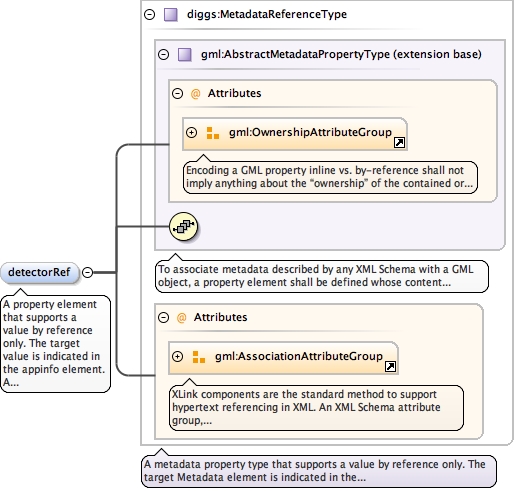 diggs:MetadataReferenceType
gml:AbstractMetadataPropertyType (extension base)
@ Attributes
gml:OwnershipAttributeGroup
Encoding a GML property inline vs. by-reference shall not
imply anything about the “ownership” of the contained or...
To associate metadata described by any XML Schema with a GML
object, a property element shall be defined whose content...
detectorRef
A property element
that supports a
value by reference
only. The target
value is indicated in
the appinfo element.
A...
@ Attributes
gml:AssociationAttributeGroup
XLink components are the standard method to support
hypertext referencing in XML. An XML Schema attribute
group,...
A metadata property type that supports a value by reference only. The
target Metadata element is indicated in the...